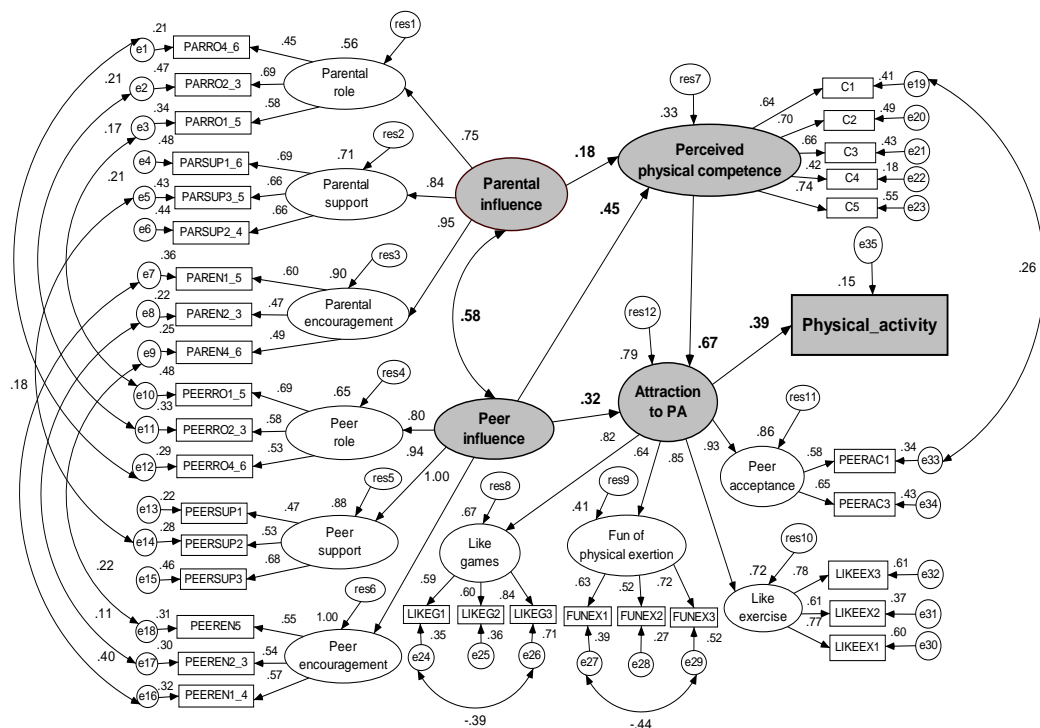 .21
e1
PARRO4_6
.45
.56
res1
.21
.47
e2
PARRO2_3
.69
Parental
role
.17
.34
e3
PARRO1_5
.58
.75
.21
.48
e4
PARSUP1_6
.69
.71
res2
Parental
support
.43
e5
PARSUP3_5
.66
.84
.44
e6
PARSUP2_4
.66
.95
Parental
influence
.36
e7
PAREN1_5
.60
.90
res3
.22
e8
PAREN2_3
.47
Parental
encouragement
.25
e9
PAREN4_6
.49
.58
.18
.48
e10
PEERRO1_5
.69
.65
res4
.33
e11
PEERRO2_3
.58
Peer
role
.80
.29
e12
PEERRO4_6
.53
.94
1.00
Peer
influence
.22
e13
PEERSUP1
.47
.88
res5
.28
e14
PEERSUP2
.53
Peer
support
.46
e15
PEERSUP3
.68
.22
.31
e18
PEEREN5
.55
1.00
res6
.11
.30
e17
PEEREN2_3
.54
Peer
encouragement
.40
.32
e16
PEEREN1_4
.57
res7
.33
.18
Perceived
physical competence
.45
.64
C1
.41
e19
.70
C2
.49
e20
.66
C3
.43
e21
.42
C4
.18
e22
.74
C5
.55
e23
.26
e35
.15
Physical_activity
.39
.67
res12
.79
Attraction
to PA
.32
.82
.64
.85
.93
res11
.86
Peer
acceptance
.58
PEERAC1
.34
e33
.65
PEERAC3
.43
e34
res8
.67
Like
games
.59
.60
.84
LIKEG1
LIKEG2
LIKEG3
.35
.36
.71
e24
e25
e26
-.39
res9
.41
Fun of
physical exertion
.63
.52
.72
FUNEX1
FUNEX2
FUNEX3
.39
.27
.52
e27
e28
e29
-.44
res10
.72
Like
exercise
.78
LIKEEX3
.61
e32
.61
LIKEEX2
.37
e31
.77
LIKEEX1
.60
e30